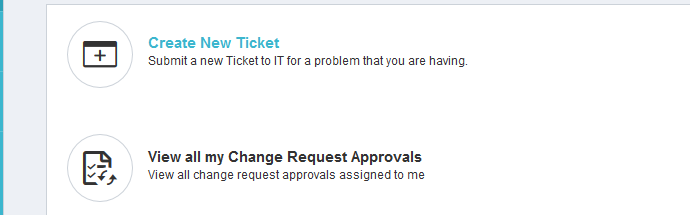 Create New Ticket
Submit a new Ticket to IT for a problem that you are having.
View all my Change Request Approvals
View all change request approvals assigned to me